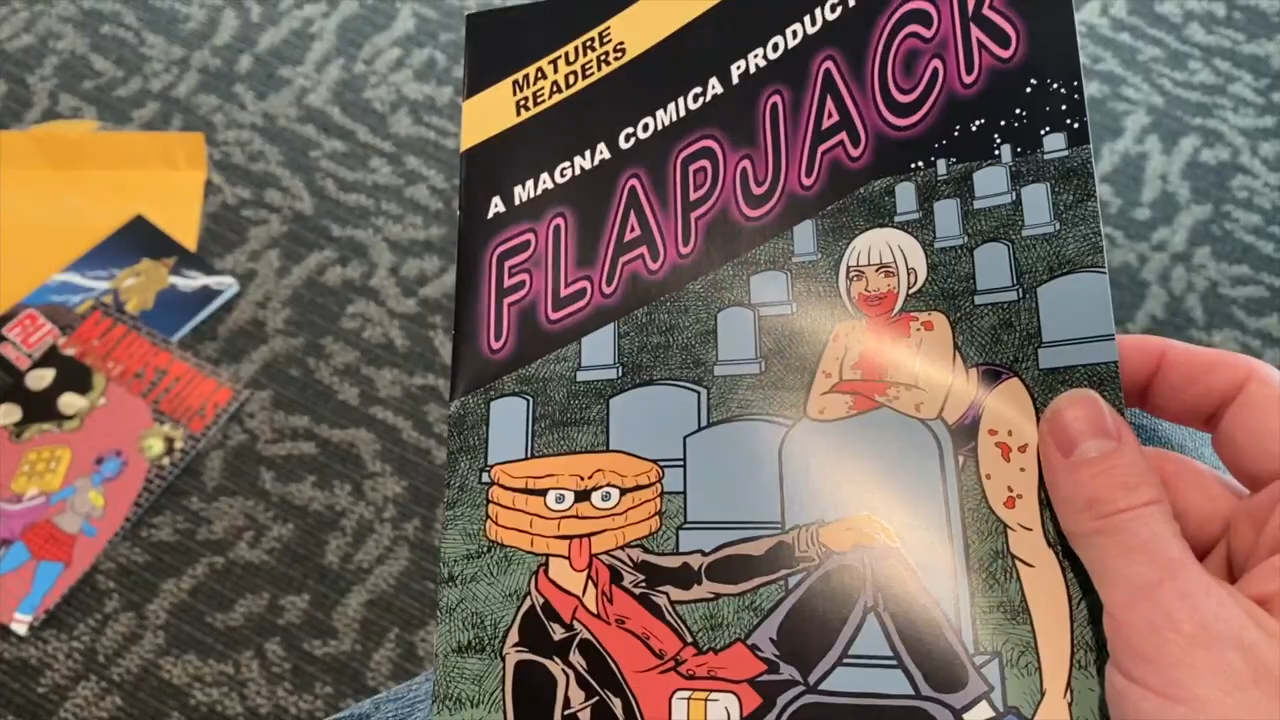 MATURE
READERS
A MAGNA COMICA PRODUCT
FLAPJACK